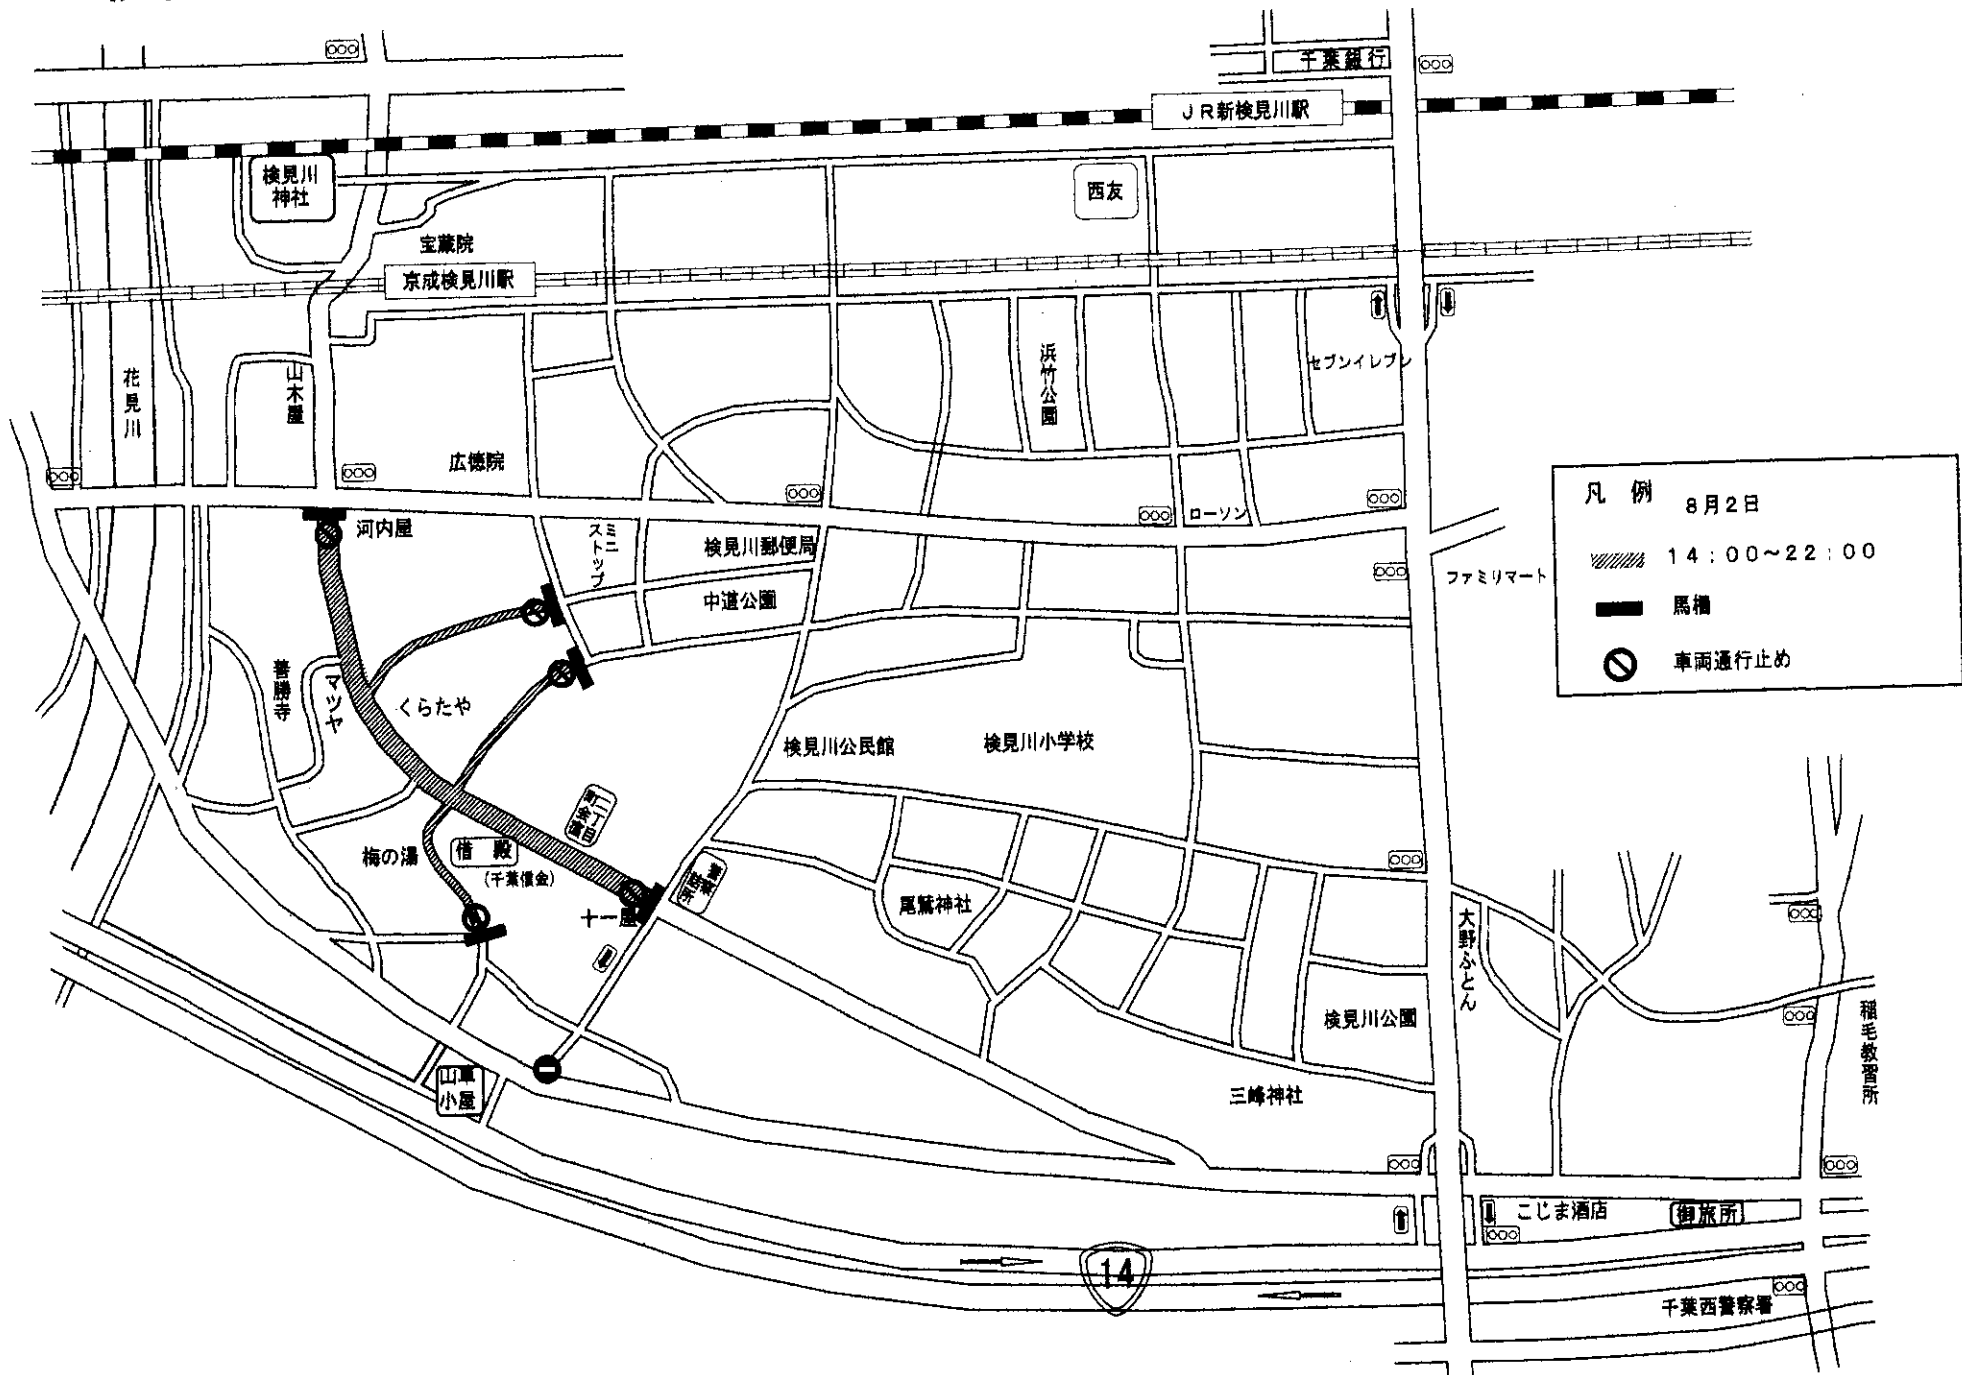 千葉銀行
JR新検見川駅
検見川
神社
西友
宝蔵院
京成検見川駅
花見川
山木屋
浜竹公園
セブンイレブン
広徳院
河内屋
ミニ
ストップ
検見川郵便局
ローソン
中道公園
ファミリマート
凡例 8月2日
14:00~22:00
馬柵
車両通行止め
善勝寺
マツヤ
くらたや
検見川公民館
検見川小学校
二丁目
町会
梅の湯
借殿
(千葉信金)
十一屋
警察
詰所
尾鷲神社
大野ふとん
検見川公園
稲毛教習所
山車
小屋
三峰神社
こじま酒店
御旅所
14
千葉西警察署